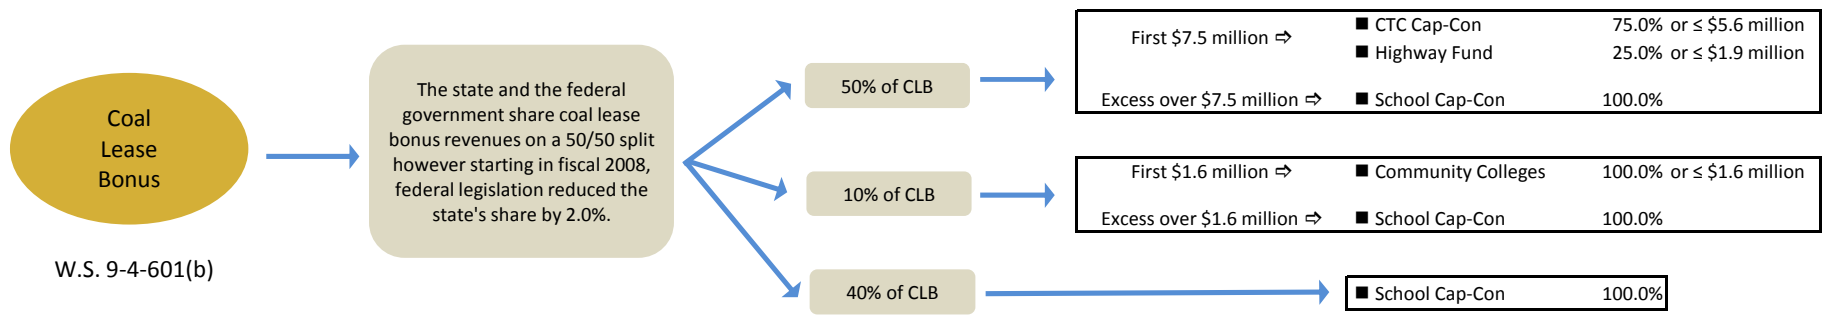 Coal
Lease
Bonus
W.S. 9-4-601(b)
The state and the federal
government share coal lease
bonus revenues on a 50/50 split
however starting in fiscal 2008,
federal legislation reduced the
state's share by 2.0%.
50% of CLB
First $7.5 million ⇨ ■ CTC Cap-Con 75.0% or ≤ $5.6 million
■ Highway Fund 25.0% or ≤ $1.9 million
Excess over $7.5 million ⇨ ■ School Cap-Con 100.0%
10% of CLB
First $1.6 million ⇨ ■ Community Colleges 100.0% or ≤ $1.6 million
Excess over $1.6 million ⇨ ■ School Cap-Con 100.0%
40% of CLB
■ School Cap-Con 100.0%